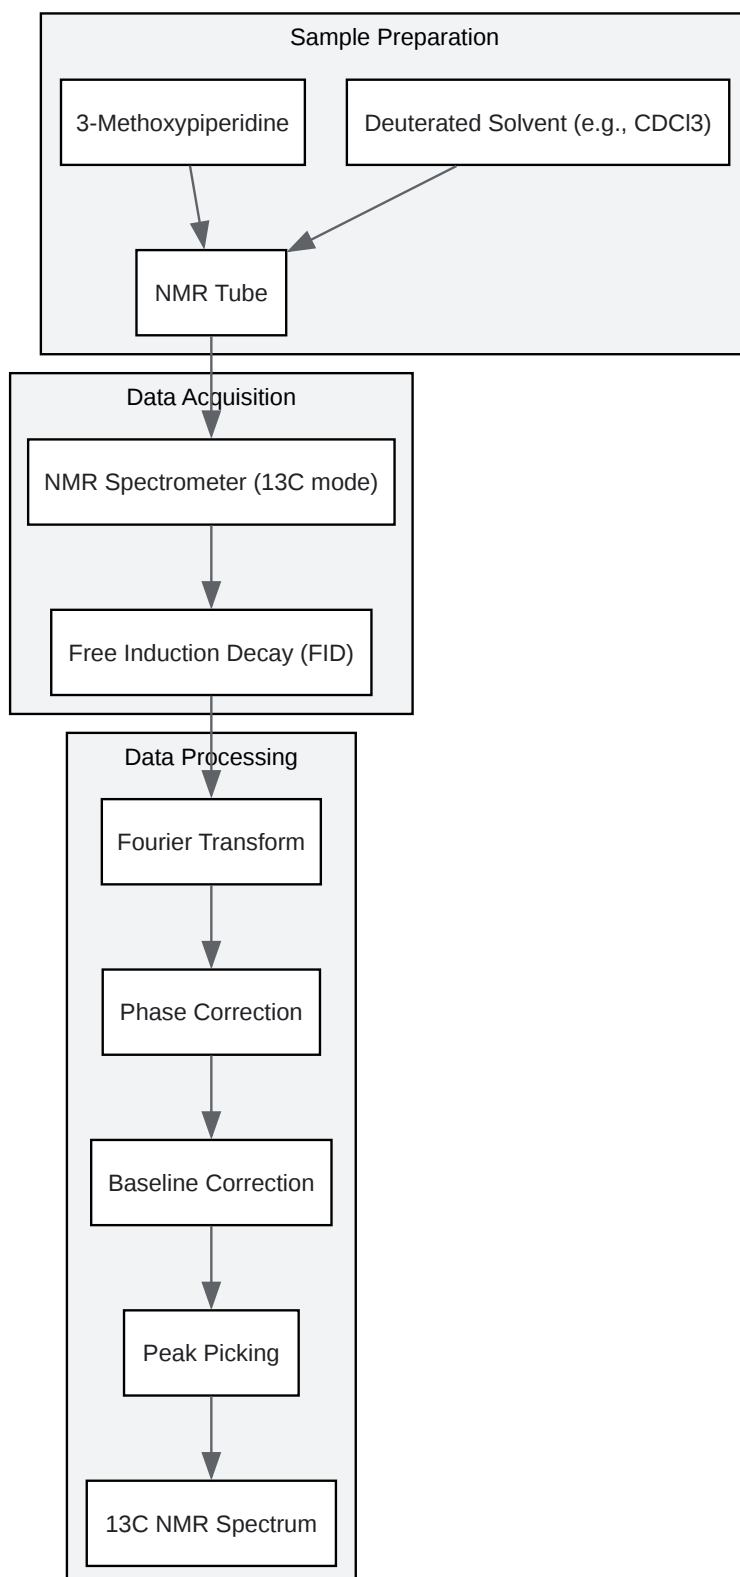 Sample Preparation
3-Methoxypiperidine
Deuterated Solvent (e.g., CDCl3)
NMR Tube
Data Acquisition
NMR Spectrometer (13C mode)
Free Induction Decay (FID)
Data Processing
Fourier Transform
Phase Correction
Baseline Correction
Peak Picking
13C NMR Spectrum